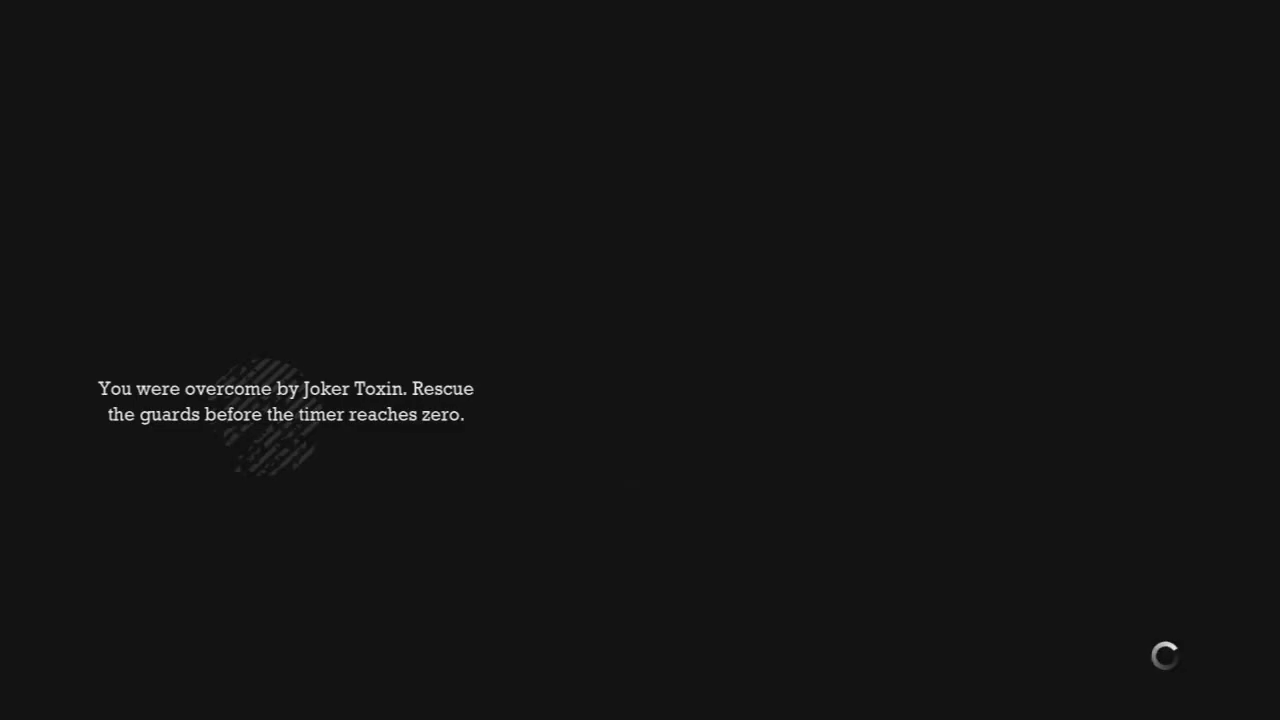 You were overcome by Joker Toxin. Rescue
the guards before the timer reaches zero.